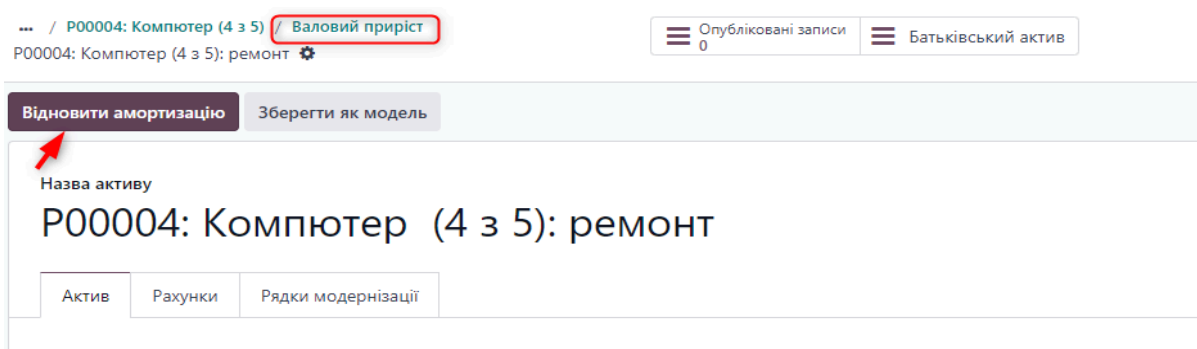 ... / P00004: Компютер (4 з 5) / Валовий приріст
P00004: Компютер (4 з 5): ремонт
Опубліковані записи
0
Батьківський актив
Відновити амортизацію Зберегти як модель
Назва активу
P00004: Компютер (4 з 5): ремонт
Актив Рахунки Рядки модернізації